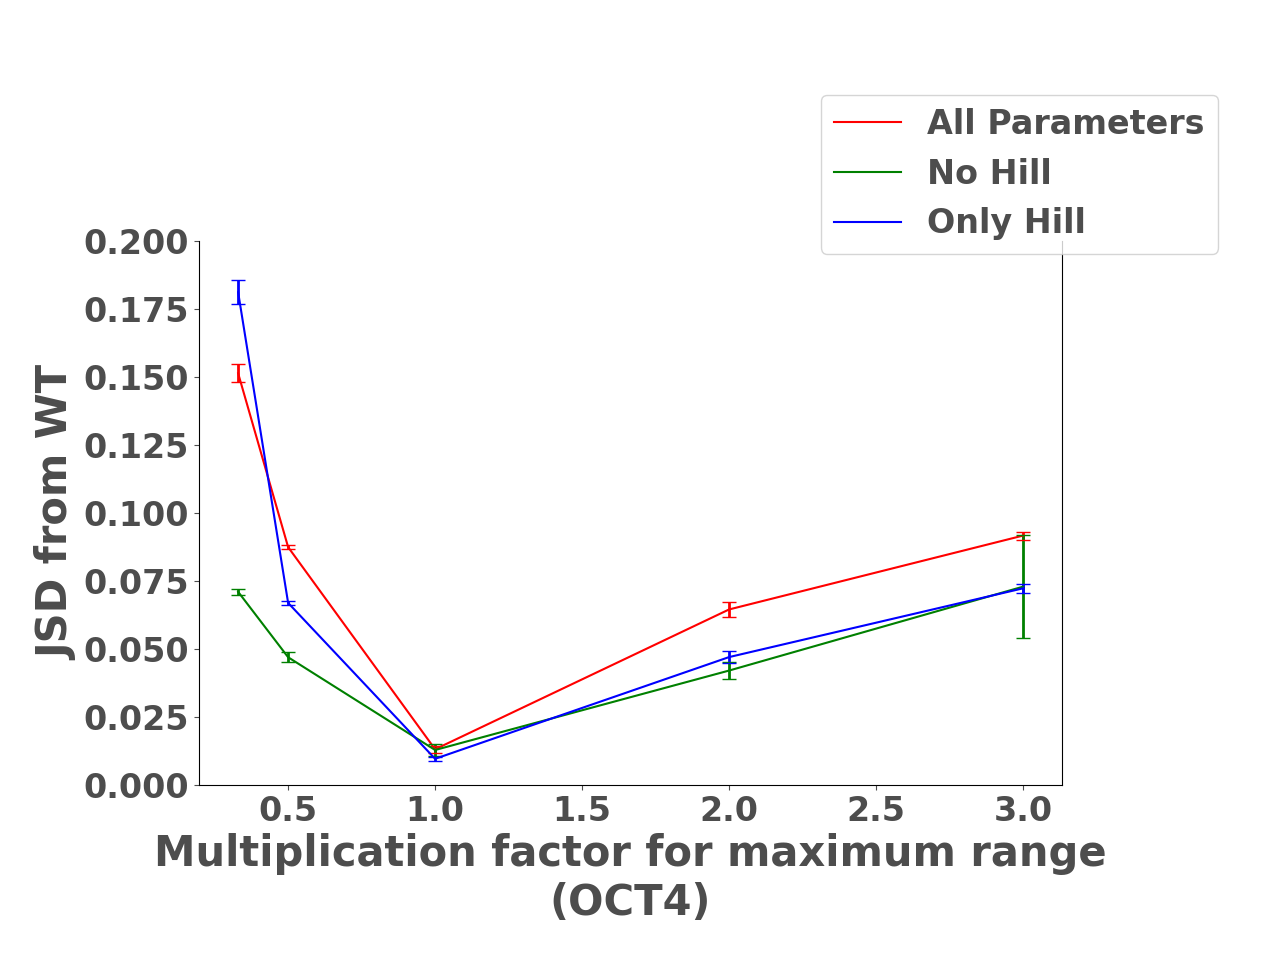 All Parameters
No Hill
Only Hill
0.200
0.175
0.150
0.125
0.100
0.075
0.050
0.025
0.000
JSD from WT
0.5 1.0 1.5 2.0 2.5 3.0
Multiplication factor for maximum range
(OCT4)